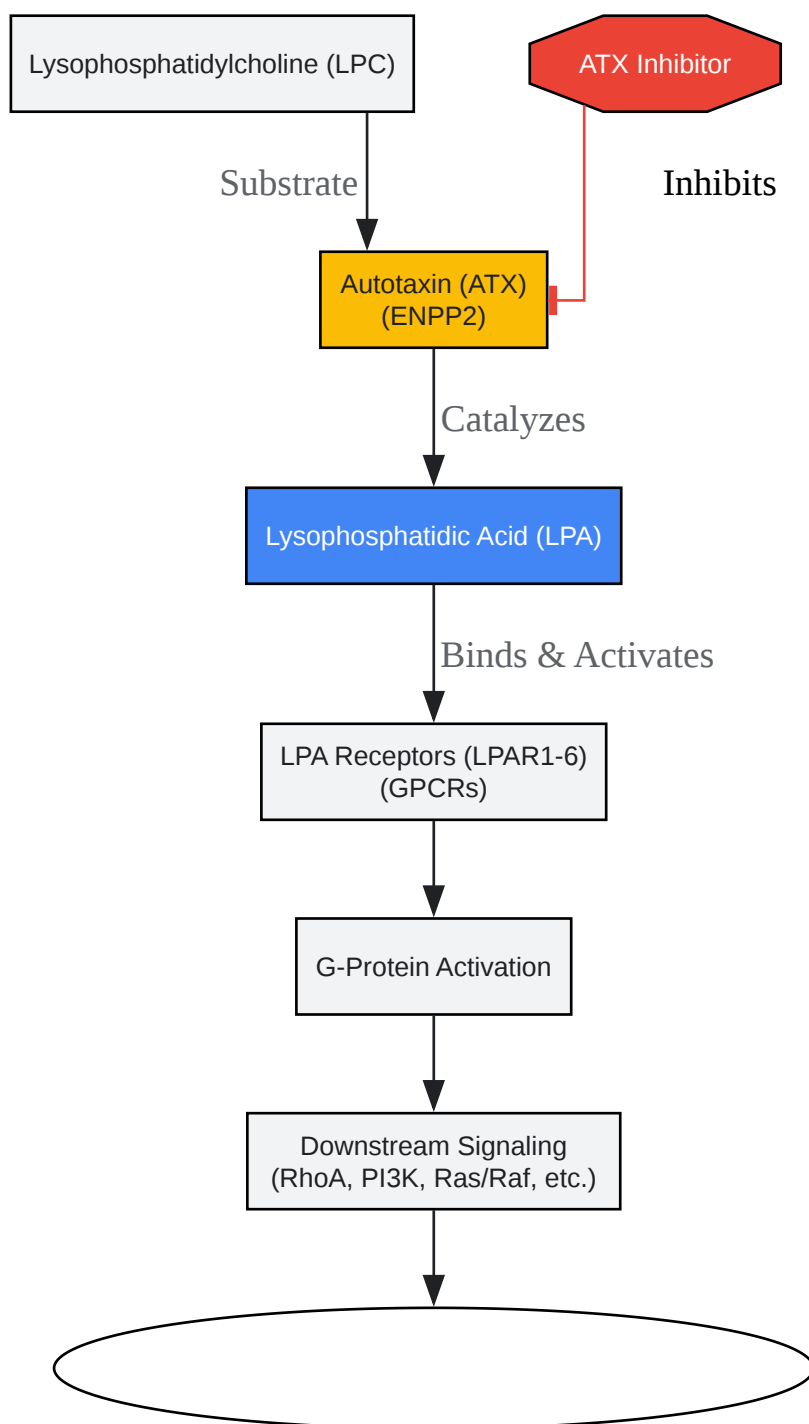 Lysophosphatidylcholine (LPC)
ATX Inhibitor
Substrate
Inhibits
Autotaxin (ATX)
(ENPP2)
Catalyzes
Lysophosphatidic Acid (LPA)
Binds & Activates
LPA Receptors (LPAR1-6)
(GPCRs)
G-Protein Activation
Downstream Signaling
(RhoA, PI3K, Ras/Raf, etc.)